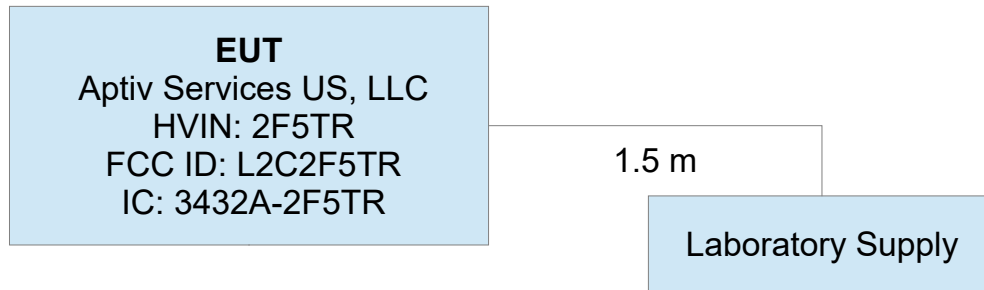 EUT
Aptiv Services US, LLC
HVIN: 2F5TR
FCC ID: L2C2F5TR
IC: 3432A-2F5TR
1.5 m
Laboratory Supply